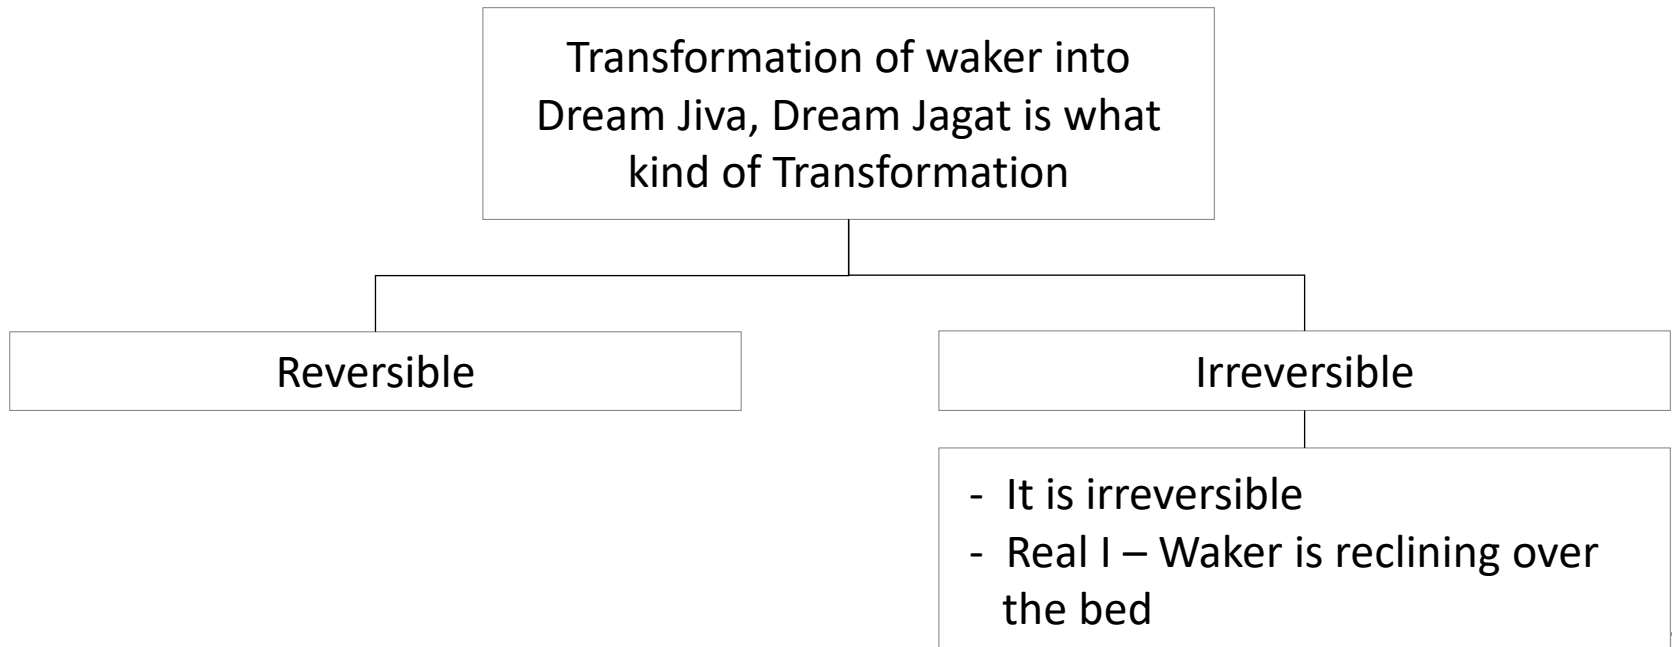 Transformation of waker into
Dream Jiva, Dream Jagat is what
kind of Transformation
Reversible
Irreversible
- It is irreversible
- Real I – Waker is reclining over
the bed